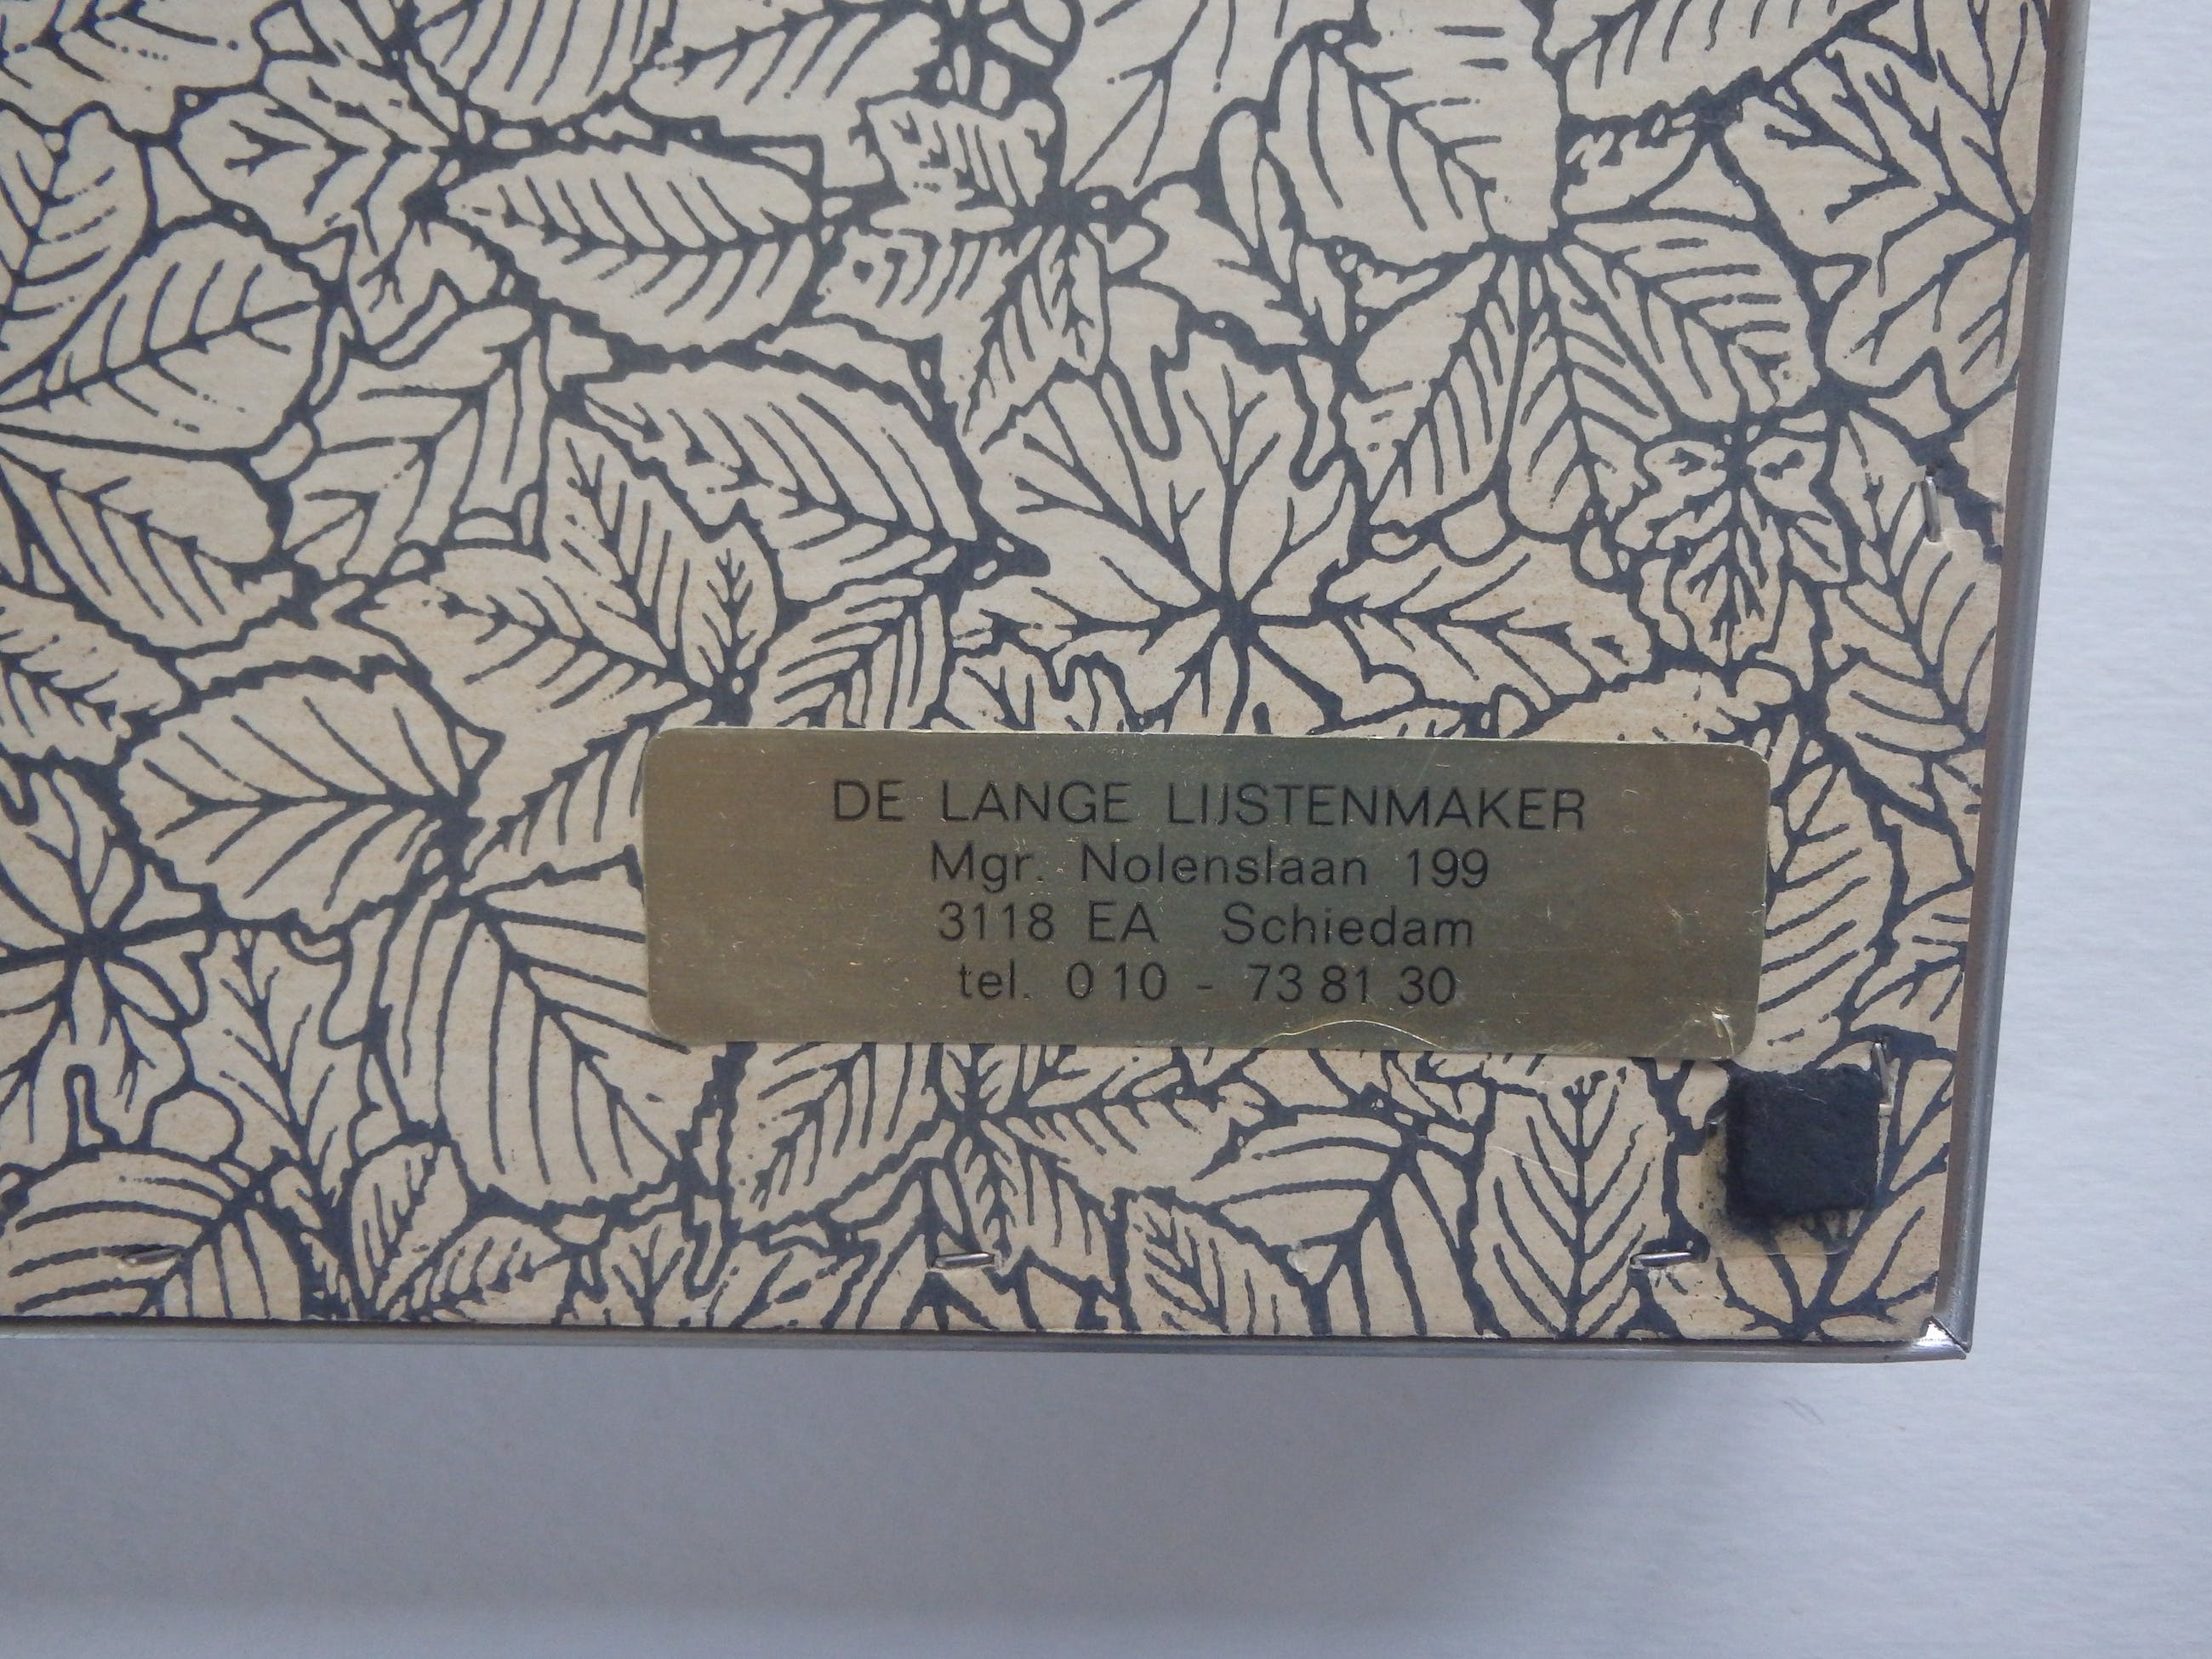 DE LANGE LIJSTENMAKER
Mgr. Nolenslaan 199
3118 EA Schiedam
tel. 010 - 73 81 30